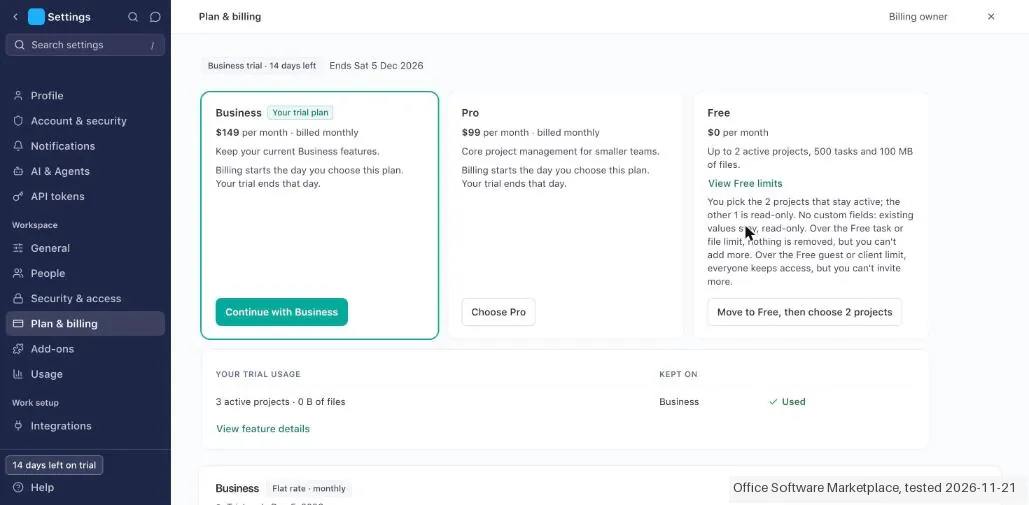 Settings
Search settings /
Profile
Account & security
Notifications
AI & Agents
API tokens
Workspace
General
People
Security & access
Plan & billing
Add-ons
Usage
Work setup
Integrations
14 days left on trial
Help
Plan & billing
Billing owner
Business trial · 14 days left Ends Sat 5 Dec 2026
Business Your trial plan
$149 per month · billed monthly
Keep your current Business features.
Billing starts the day you choose this plan.
Your trial ends that day.
Continue with Business
Pro
$99 per month · billed monthly
Core project management for smaller teams.
Billing starts the day you choose this plan.
Your trial ends that day.
Choose Pro
Free
$0 per month
Up to 2 active projects, 500 tasks and 100 MB
of files.
View Free limits
You pick the 2 projects that stay active; the
other 1 is read-only. No custom fields: existing
values stay, read-only. Over the Free task or
file limit, nothing is removed, but you can't
add more. Over the Free guest or client limit,
everyone keeps access, but you can't invite
more.
Move to Free, then choose 2 projects
YOUR TRIAL USAGE KEPT ON
3 active projects · 0 B of files Business Used
View feature details
Business Flat rate · monthly
Office Software Marketplace, tested 2026-11-21